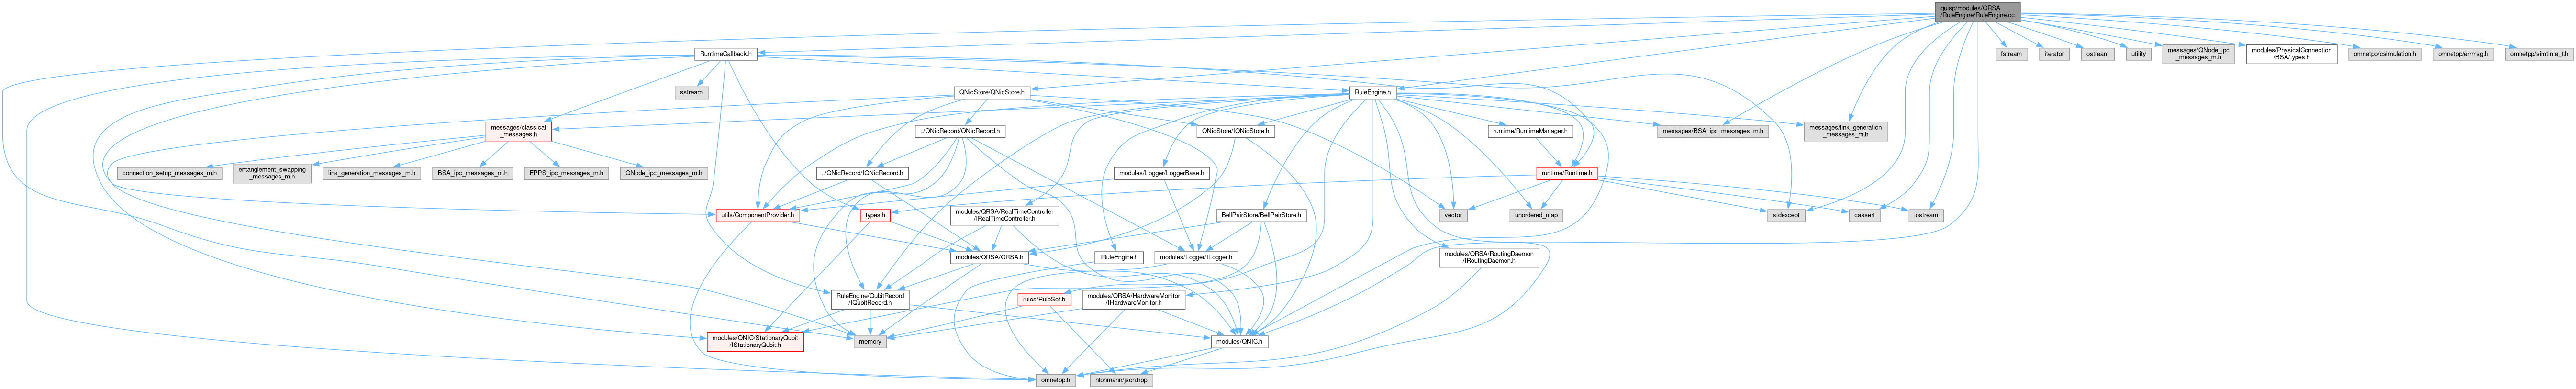 quisp/modules/QRSA
/RuleEngine/RuleEngine.cc
RuntimeCallback.h
fstream
iterator
ostream
utility
messages/QNode_ipc
_messages_m.h
modules/PhysicalConnection
/BSA/types.h
omnetpp/csimulation.h
omnetpp/errmsg.h
omnetpp/simtime_t.h
sstream
QNicStore/QNicStore.h
RuleEngine.h
messages/classical
_messages.h
../QNicRecord/QNicRecord.h
QNicStore/IQNicStore.h
runtime/RuntimeManager.h
messages/BSA_ipc_messages_m.h
messages/link_generation
_messages_m.h
connection_setup_messages_m.h
entanglement_swapping
_messages_m.h
link_generation_messages_m.h
BSA_ipc_messages_m.h
EPPS_ipc_messages_m.h
QNode_ipc_messages_m.h
../QNicRecord/IQNicRecord.h
modules/Logger/LoggerBase.h
runtime/Runtime.h
utils/ComponentProvider.h
types.h
modules/QRSA/RealTimeController
/IRealTimeController.h
BellPairStore/BellPairStore.h
vector
unordered_map
stdexcept
cassert
iostream
modules/QRSA/QRSA.h
IRuleEngine.h
modules/Logger/ILogger.h
modules/QRSA/RoutingDaemon
/IRoutingDaemon.h
RuleEngine/QubitRecord
/IQubitRecord.h
rules/RuleSet.h
modules/QRSA/HardwareMonitor
/IHardwareMonitor.h
modules/QNIC/StationaryQubit
/IStationaryQubit.h
memory
modules/QNIC.h
omnetpp.h
nlohmann/json.hpp